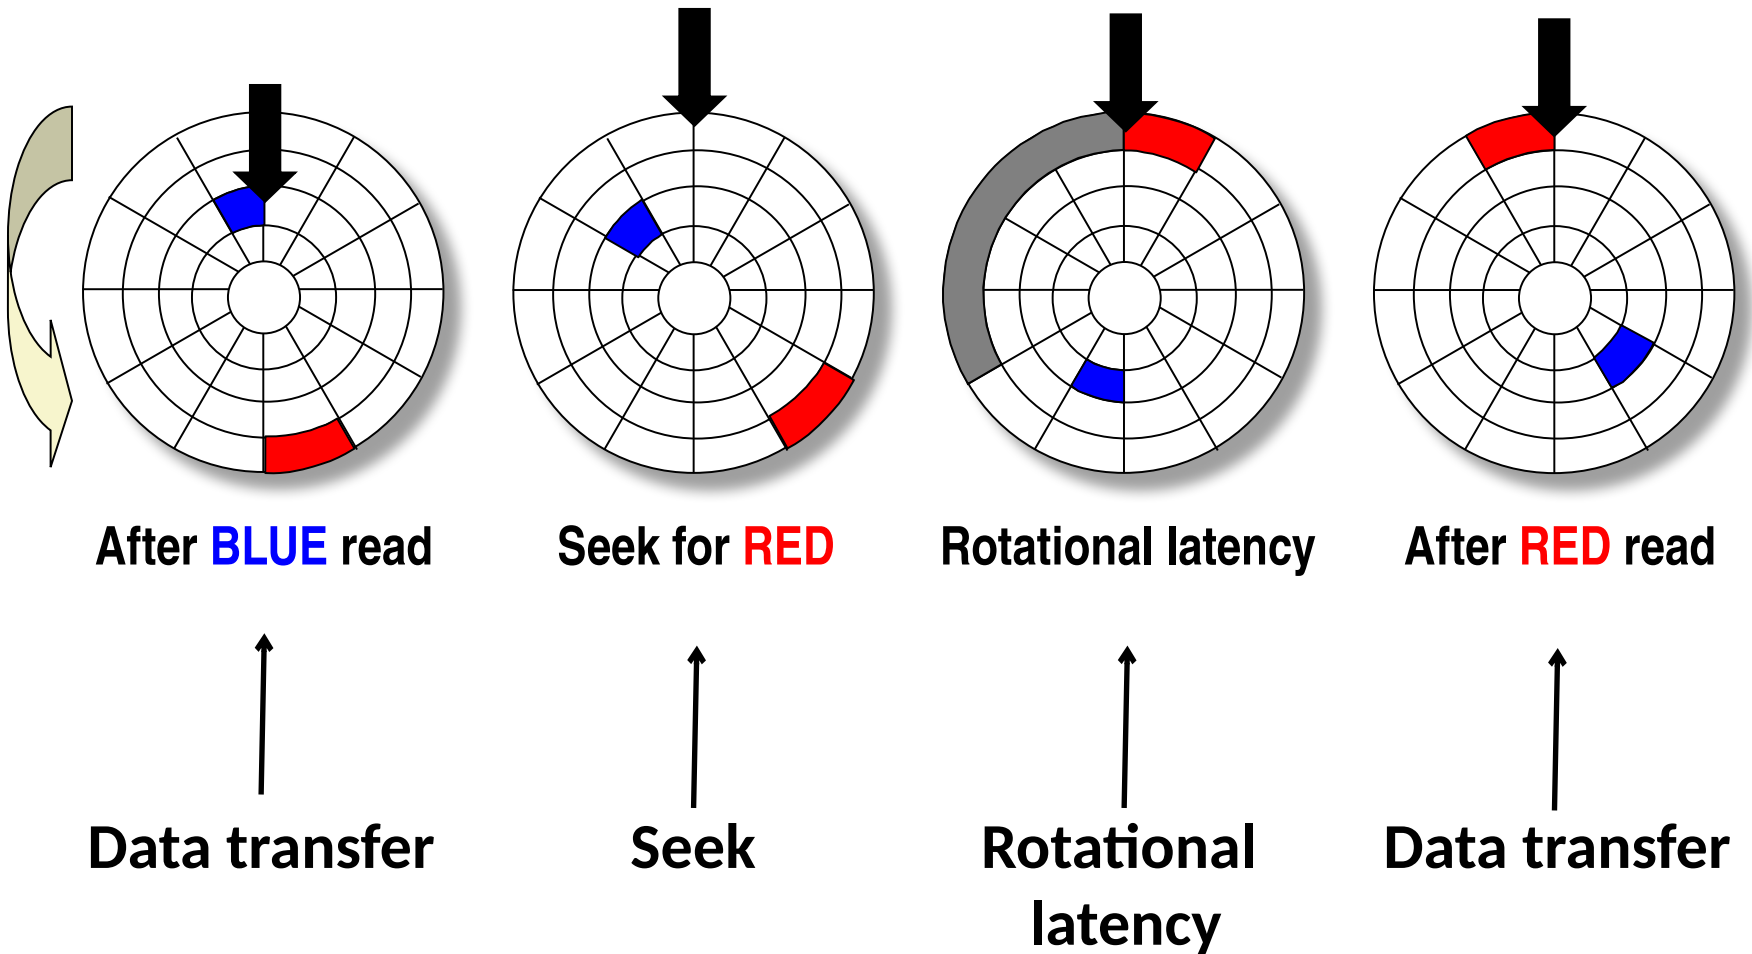 After BLUE read
Seek for RED
Rotational latency
After RED read
Data transfer
Seek
Rotational
latency
Data transfer